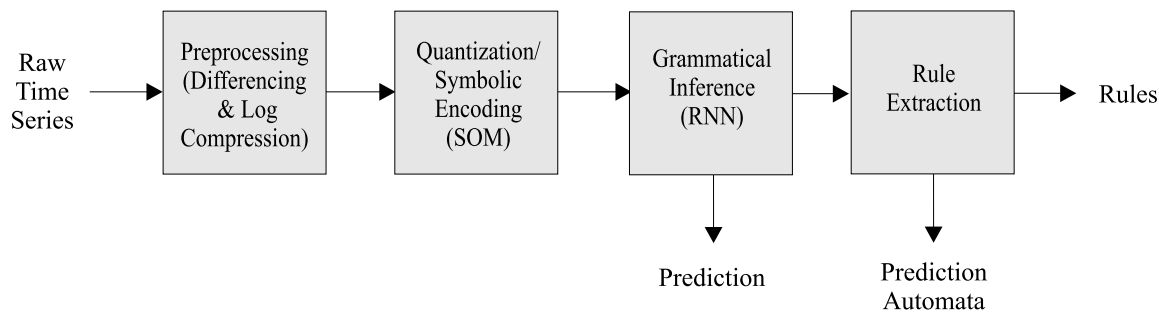 Raw
Time
Series
Preprocessing
(Differencing
& Log
Compression)
Quantization/
Symbolic
Encoding
(SOM)
Grammatical
Inference
(RNN)
Rule
Extraction
Rules
Prediction
Prediction
Automata